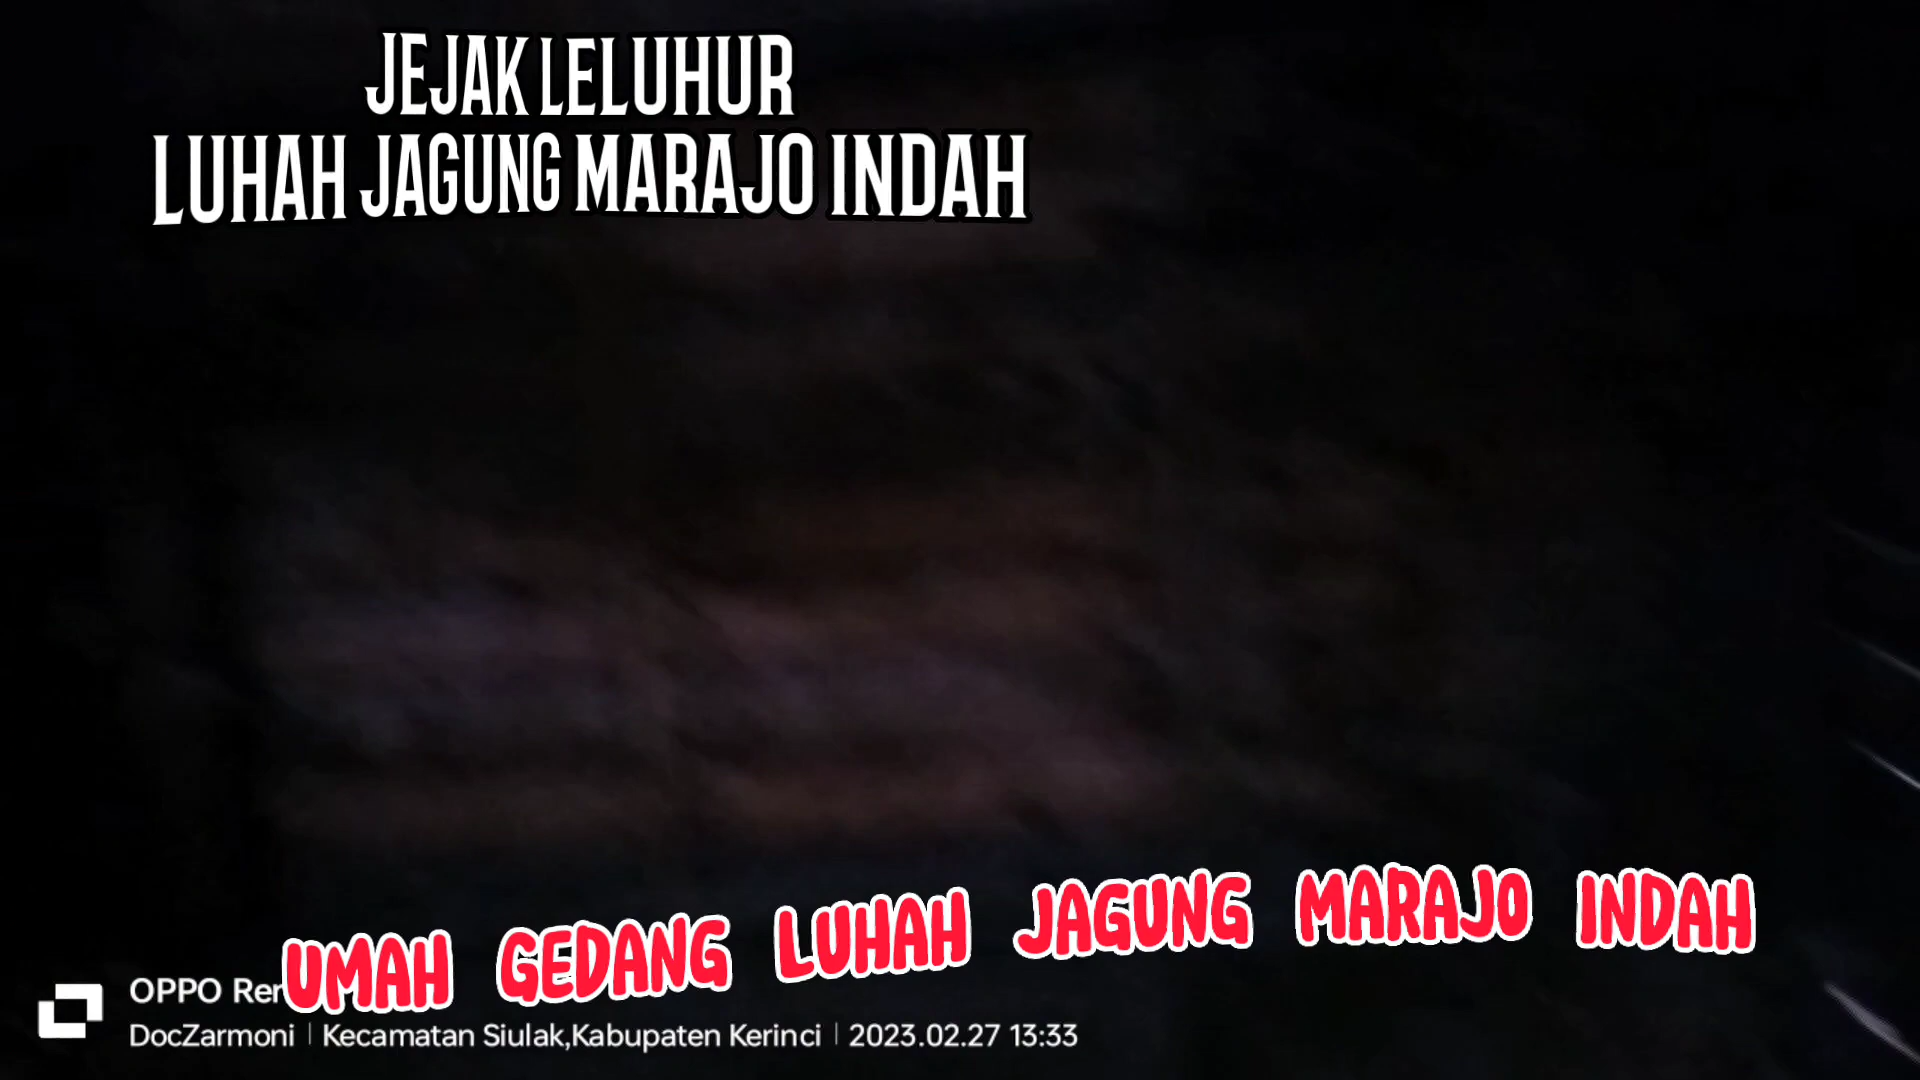 JEJAK LELUHUR
LUHAH JAGUNG MARAJO INDAH
UMAH GEDANG LUHAH JAGUNG MARAJO INDAH
OPPO
DocZarmoni | Kecamatan Siulak,Kabupaten Kerinci | 2023.02.27 13:33